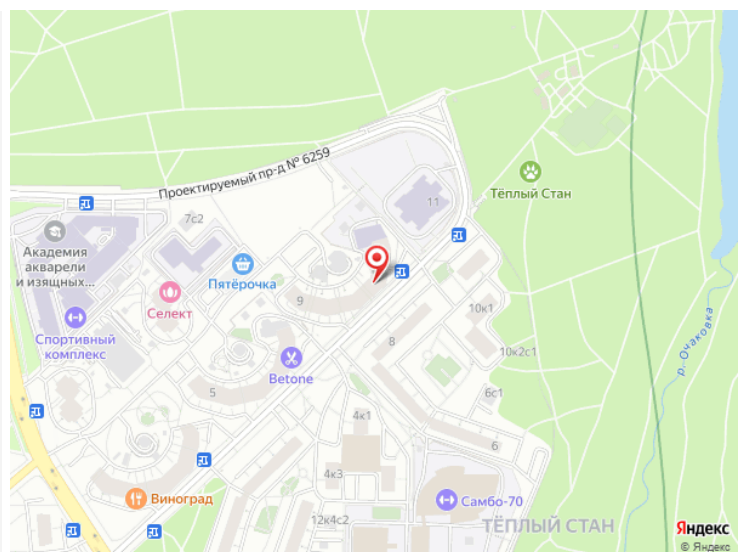 Проектируемый пр-д № 6259
Тёплый Стан
11
7с2
Академия
акварели
и изящных...
Пятёрочка
Селект
9
10к1
р. Очаковка
Спортивный
комплекс
8
10к2с1
Betone
5
6с1
4к1
6
4к3
Виноград
Самбо-70
12к4с2
ТЁПЛЫЙ СТАН
Яндекс
© Яндекс